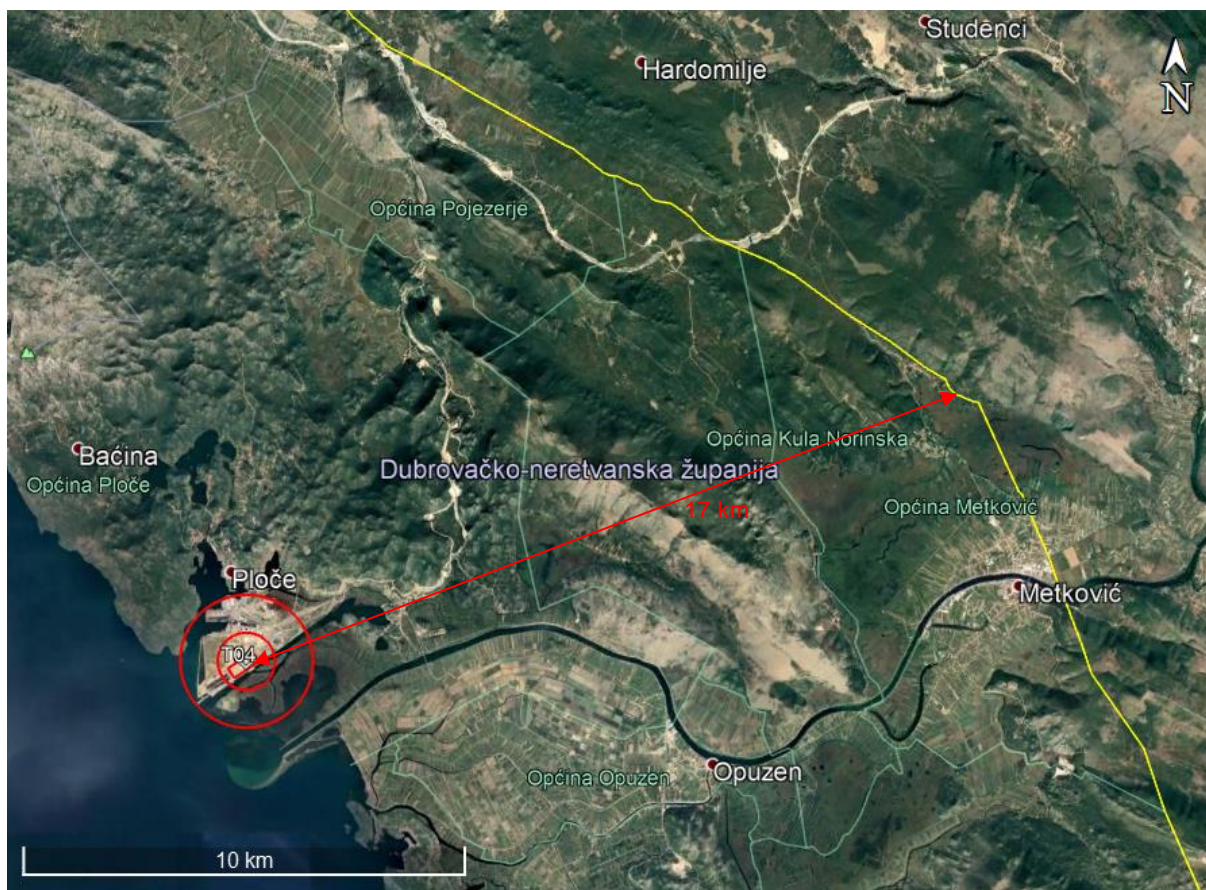 Studenci
Hardomilje
N
Općina Pojezerje
Općina Kula Norinska
Baćina
Dubrovačko-neretvanska županija
Općina Ploče
Općina Metković
17 km
Ploče
Metković
T04
Opuzen
Općina Opuzen
10 km